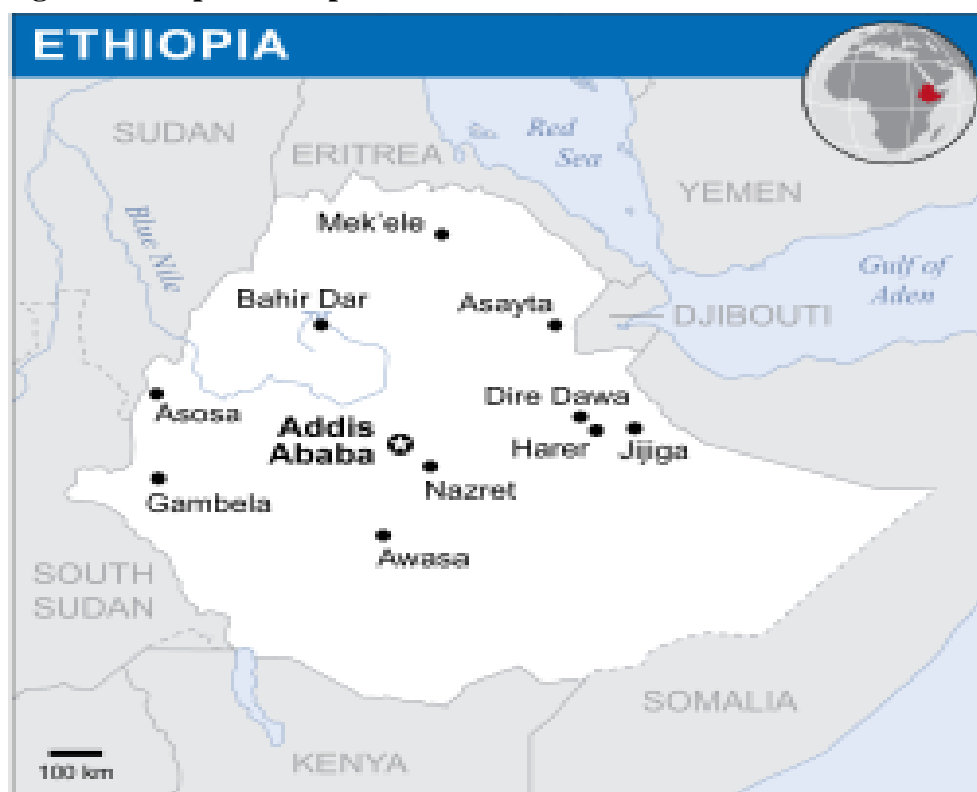 ETHIOPIA
SUDAN
ERITREA
Red
Sea
YEMEN
Blue Nile
Mek'ele
Gulf of
Aden
Bahir Dar
Asayta
DJIBOUTI
Asosa
Dire Dawa
Addis
Ababa
Harer
Jijiga
Nazret
Gambela
Awasa
SOUTH
SUDAN
SOMALIA
KENYA
100 km